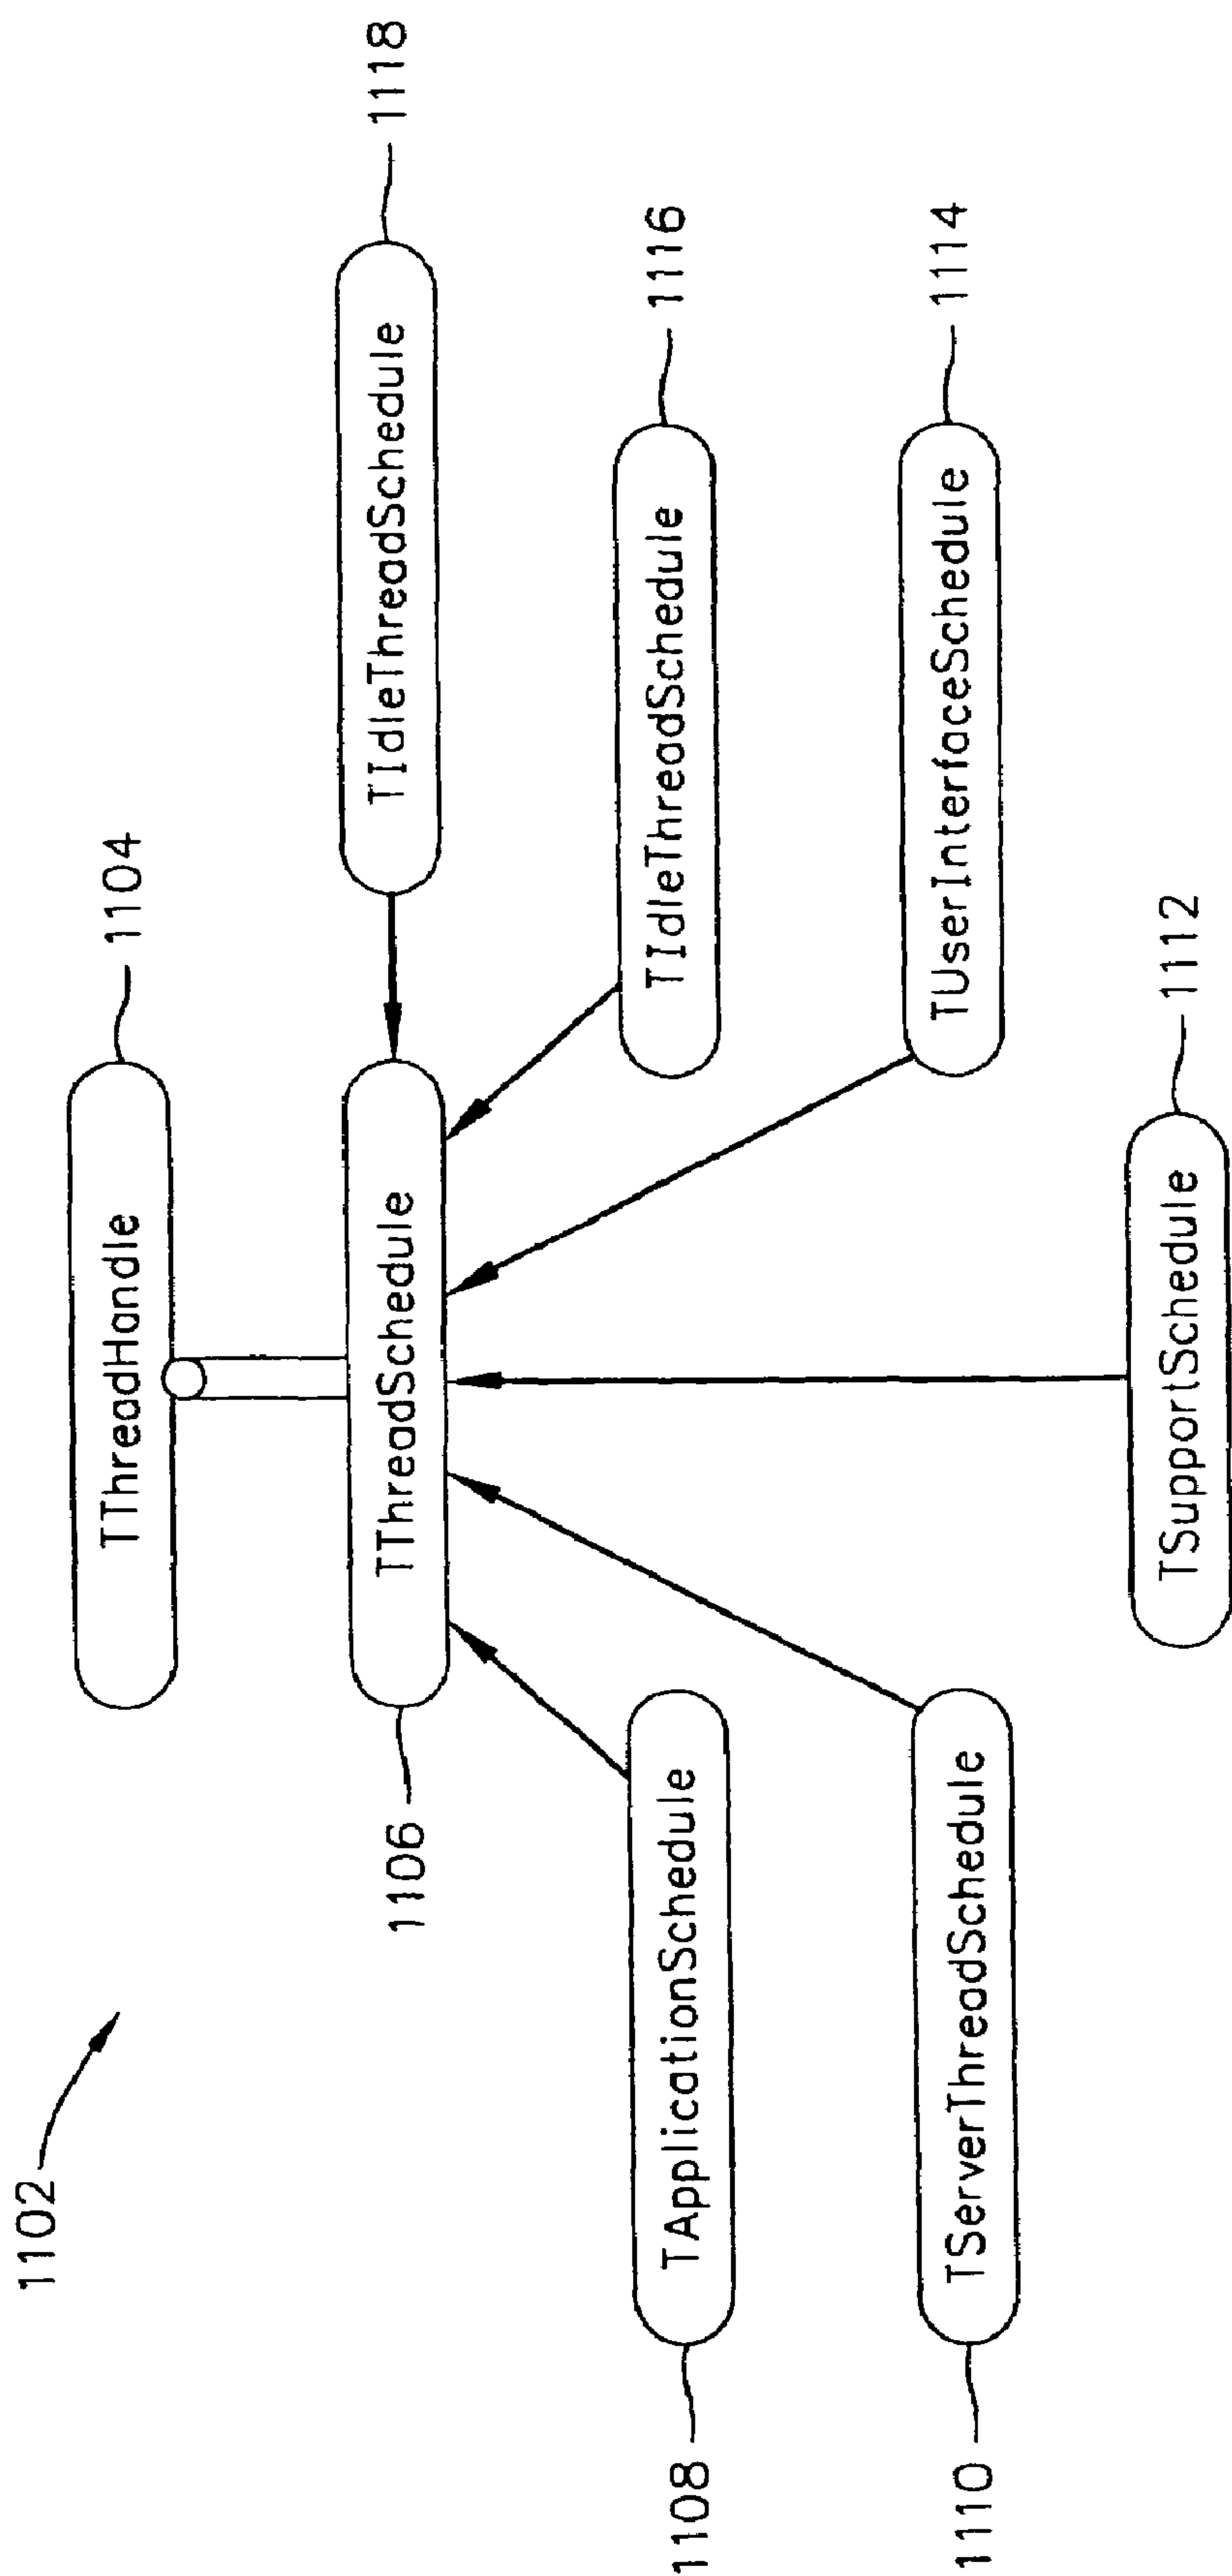 1102
TThreadHandle 1104
1106 TThreadSchedule TIdleThreadSchedule 1118
1108 TApplicationSchedule TIdleThreadSchedule 1116
1110 TServerThreadSchedule TUserInterfaceSchedule 1114
TSupportSchedule 1112